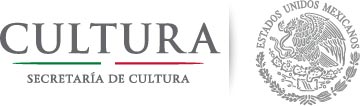 CULTURA
SECRETARÍA DE CULTURA
ESTADOS UNIDOS MEXICANOS